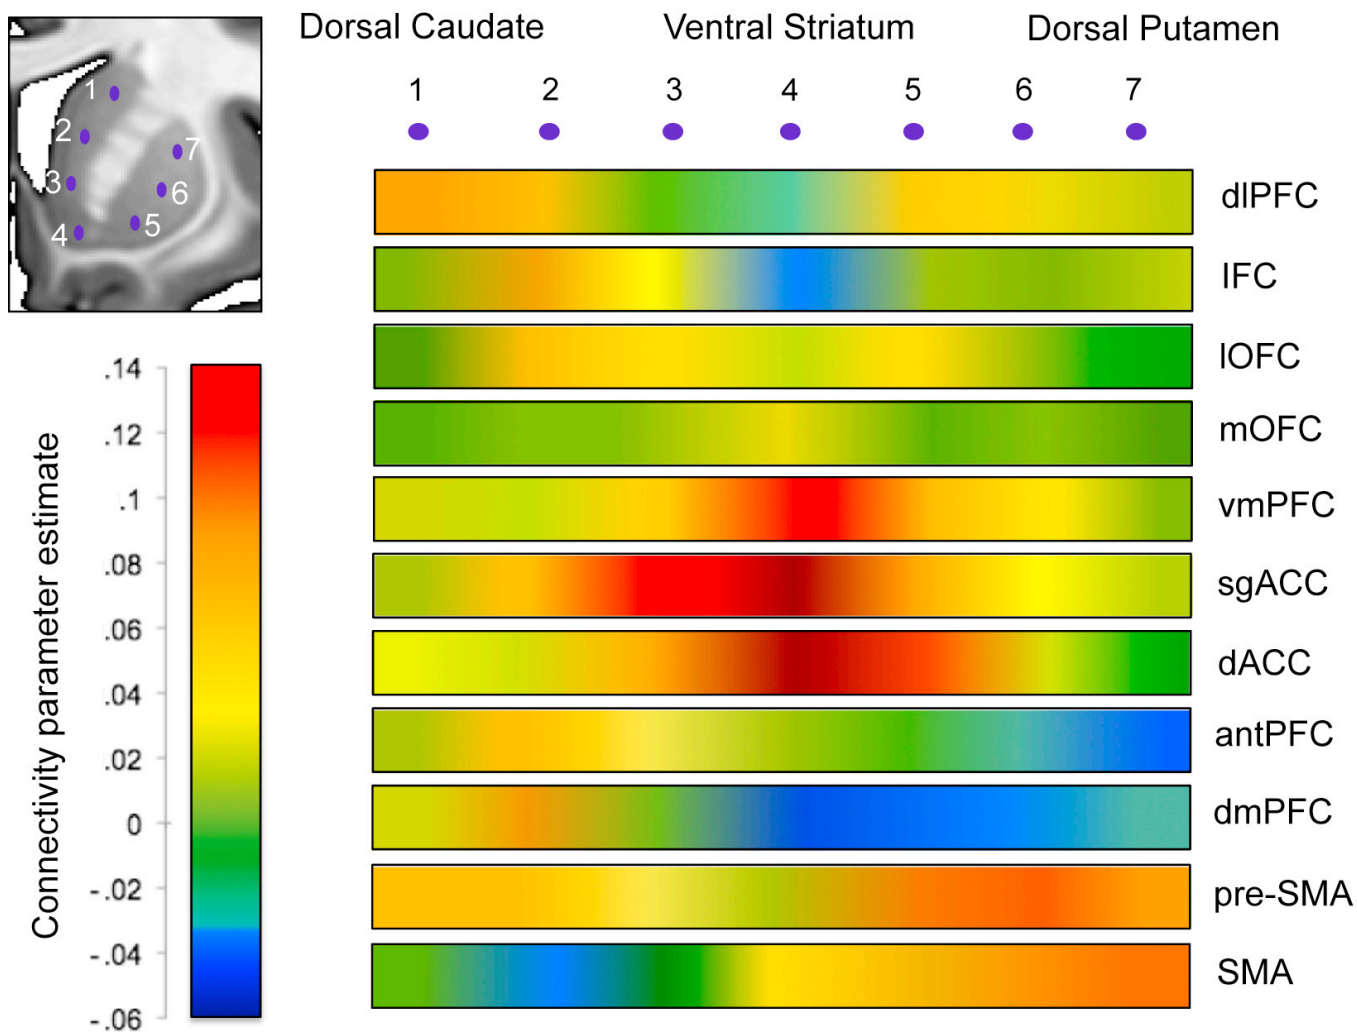 Dorsal Caudate Ventral Striatum Dorsal Putamen
1 2 3 4 5 6 7
1
2
7
3
6
5
4
dlPFC
IFC
lOFC
mOFC
vmPFC
sgACC
dACC
antPFC
dmPFC
pre-SMA
SMA
Connectivity parameter estimate
.14
.12
.1
.08
.06
.04
.02
0
-.02
-.04
-.06